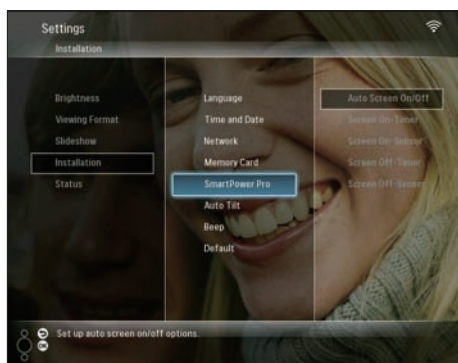 Settings
Installation
Brightness
Viewing Format
Slideshow
Installation
Status
Language
Time and Date
Network
Memory Card
SmartPower Pro
Auto Tilt
Beep
Default
Auto Screen On/Off
Screen On-Timer
Screen On-Sensor
Screen Off-Timer
Screen Off-Sensor
Set up auto screen on/off options.
OK